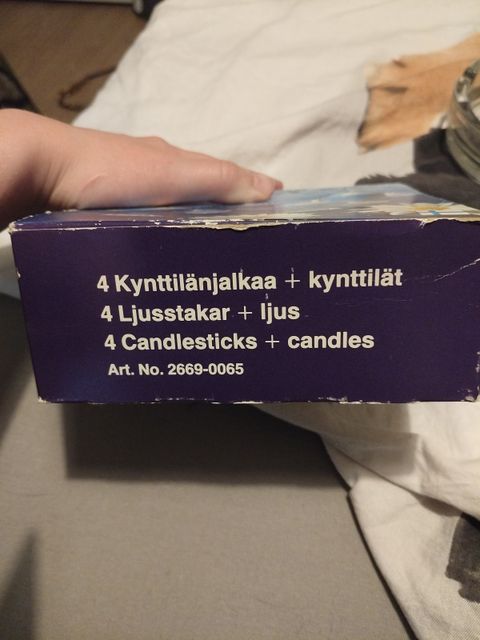 4 Kynttilänjalkaa + kynttilät
4 Ljusstakar + ljus
4 Candlesticks + candles
Art. No. 2669-0065